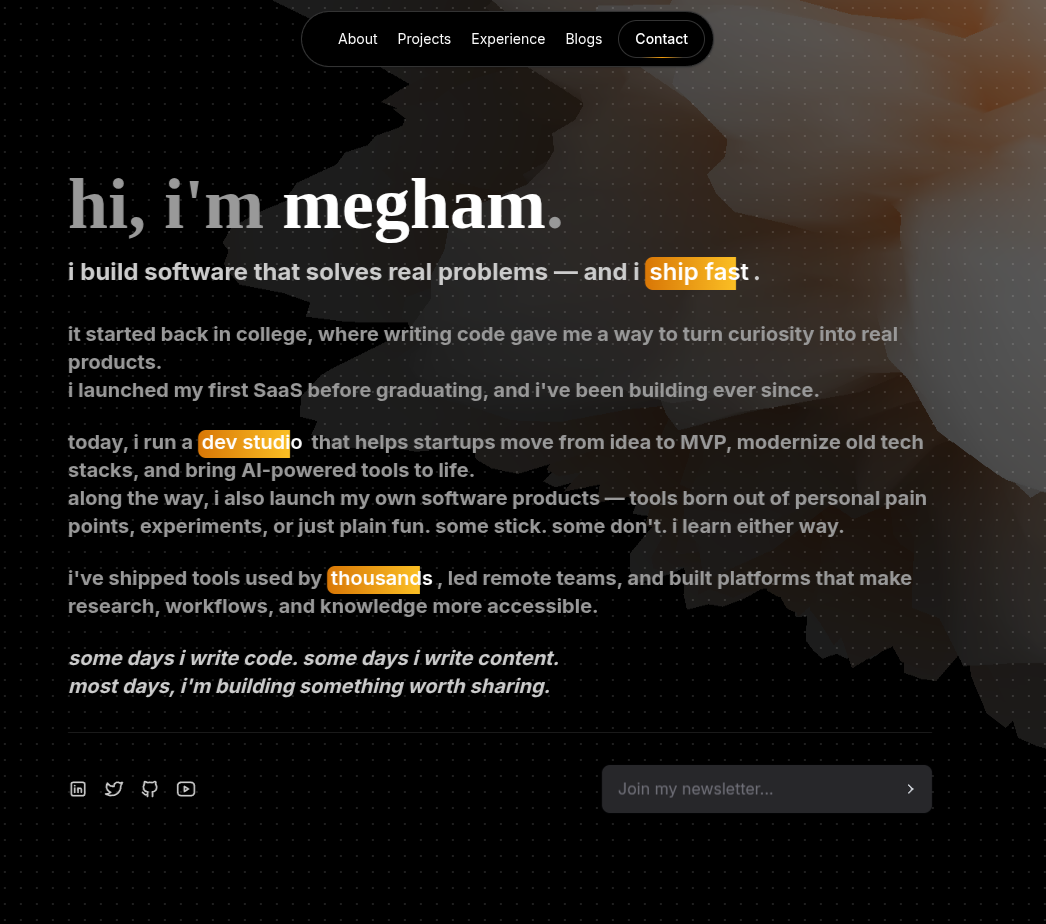 About Projects Experience Blogs Contact
hi, i'm megham.
i build software that solves real problems — and i ship fast .
it started back in college, where writing code gave me a way to turn curiosity into real
products.
i launched my first SaaS before graduating, and i've been building ever since.
today, i run a dev studio that helps startups move from idea to MVP, modernize old tech
stacks, and bring AI-powered tools to life.
along the way, i also launch my own software products — tools born out of personal pain
points, experiments, or just plain fun. some stick. some don't. i learn either way.
i've shipped tools used by thousands , led remote teams, and built platforms that make
research, workflows, and knowledge more accessible.
some days i write code. some days i write content.
most days, i'm building something worth sharing.
Join my newsletter...